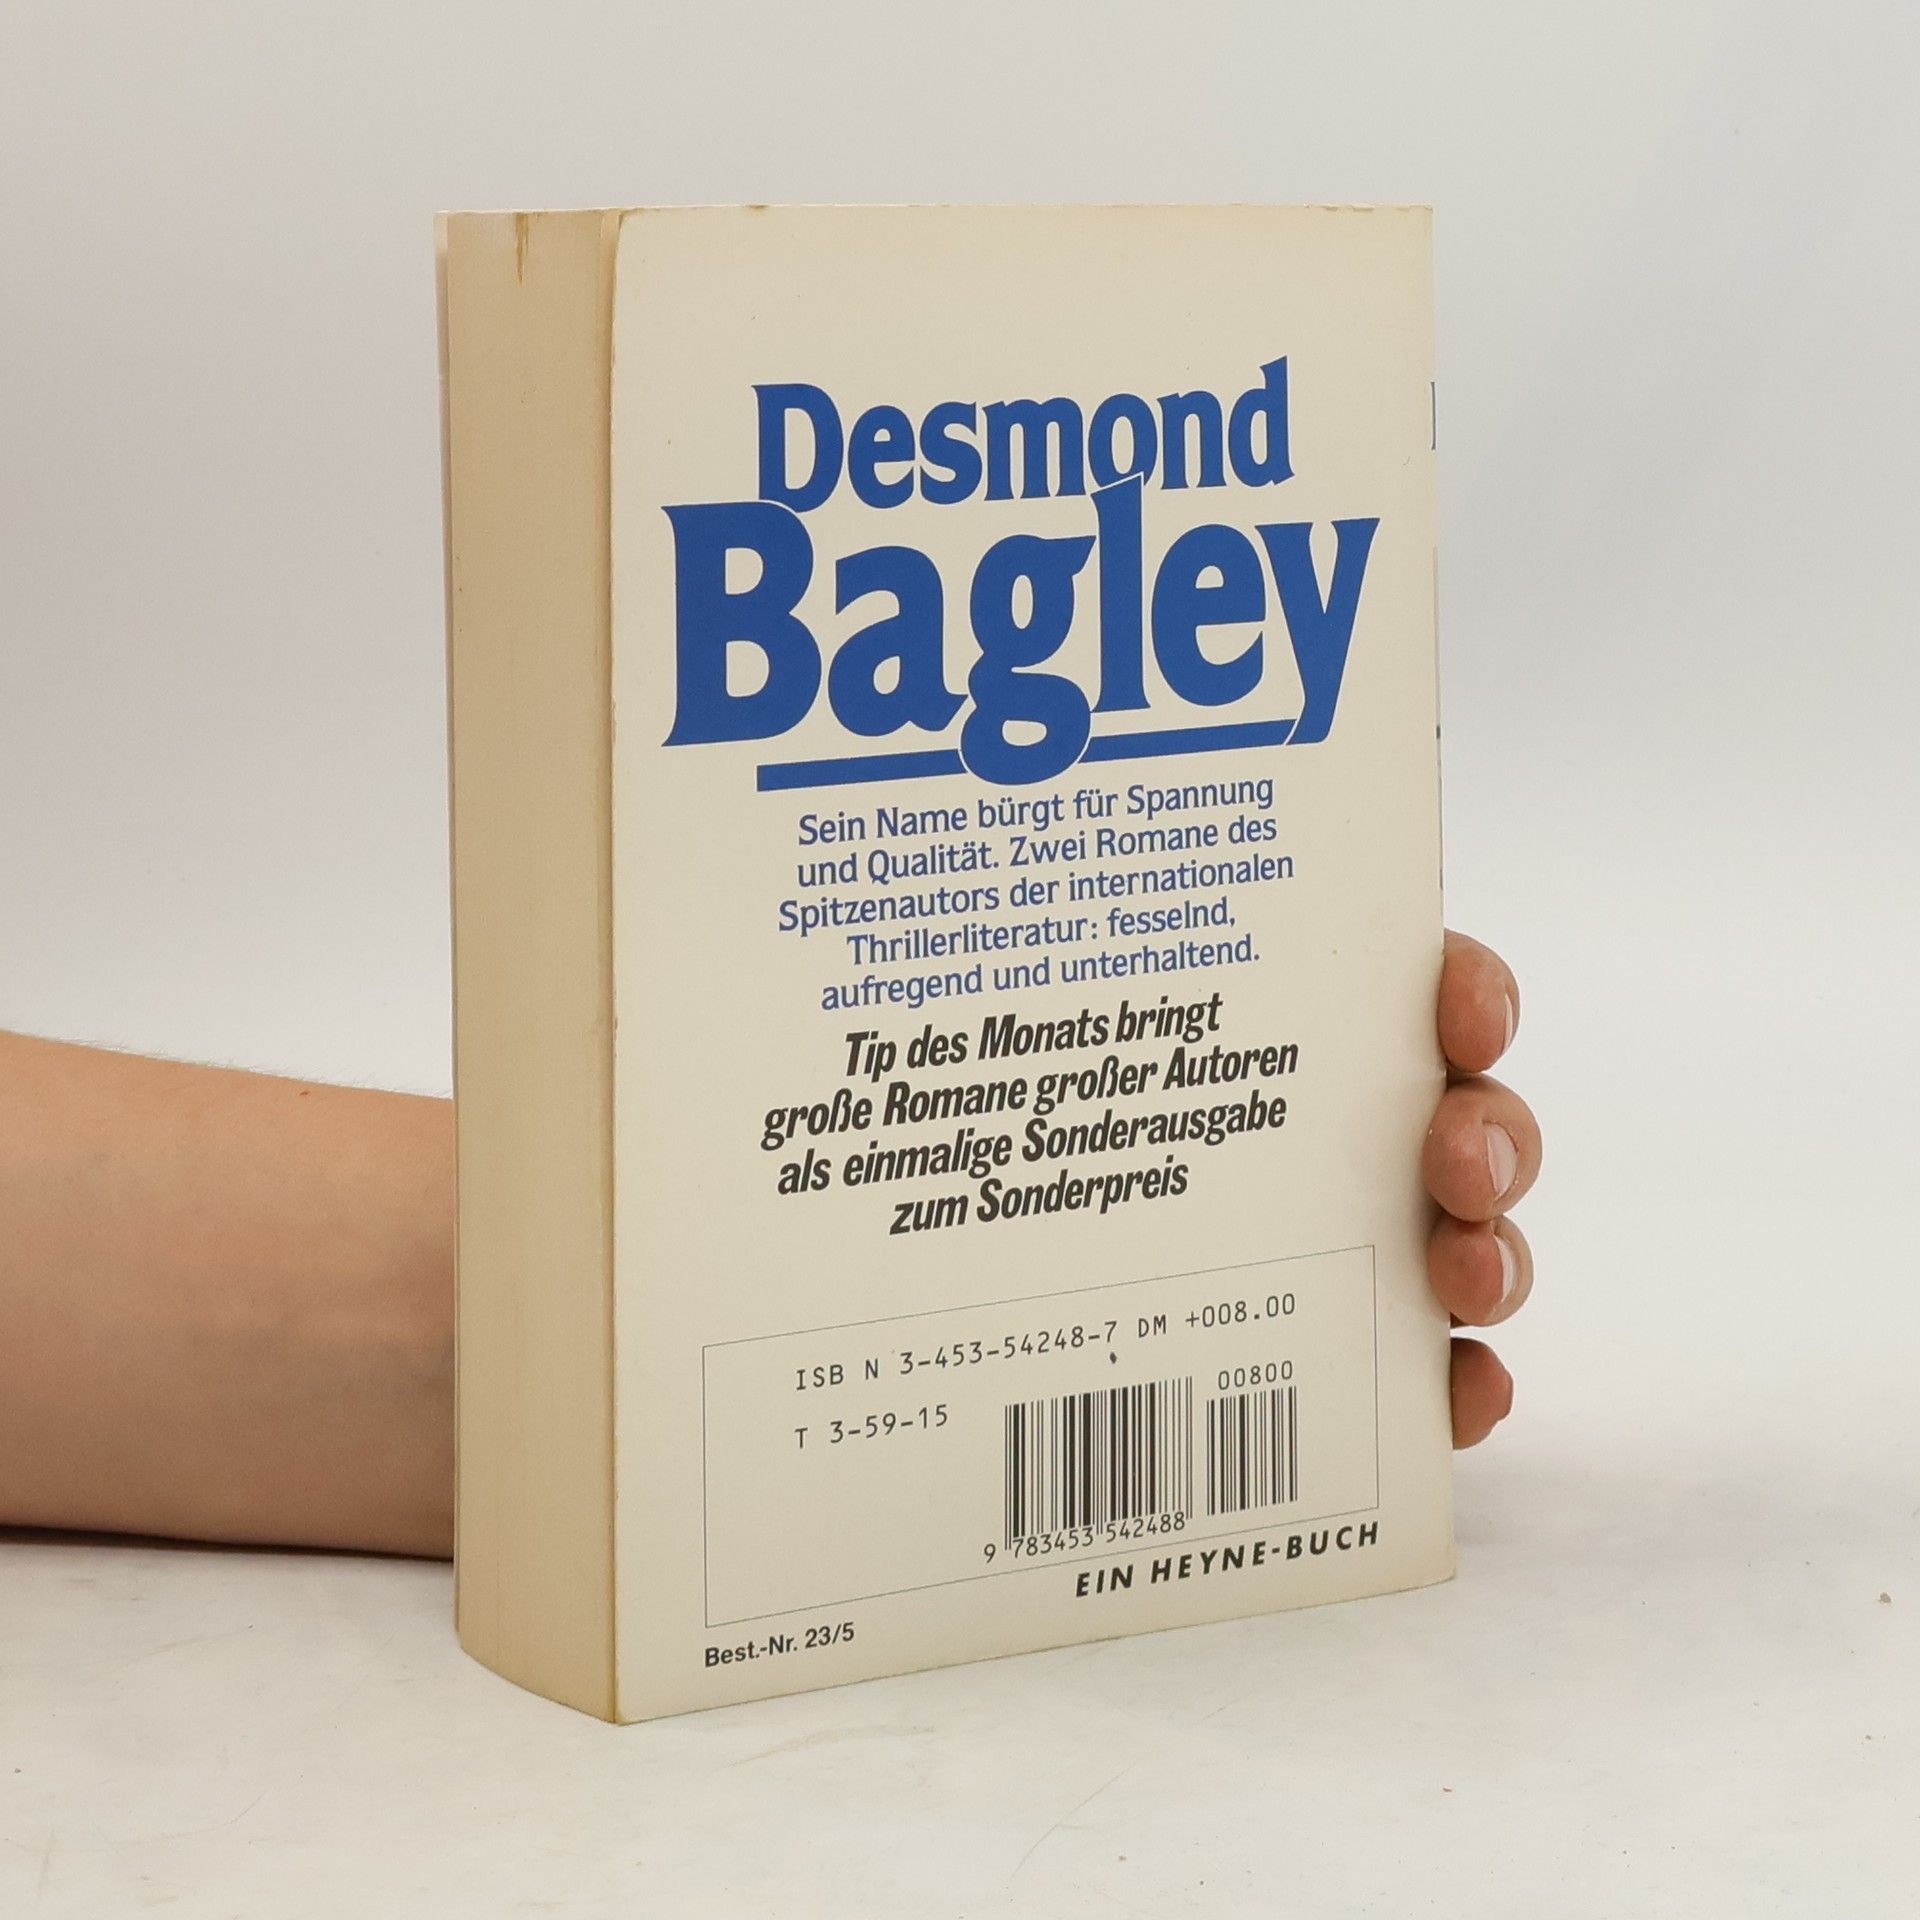 Desmond
Bagley
Sein Name bürgt für Spannung
und Qualität. Zwei Romane des
Spitzenautors der internationalen
Thrillerliteratur: fesselnd,
aufregend und unterhaltend.
Tip des Monats bringt
große Romane großer Autoren
als einmalige Sonderausgabe
zum Sonderpreis
ISB N 3-453-54248-7 DM +008.00
T 3-59-15
00800
9 783453 542488
EIN HEYNE-BUCH
Best.-Nr. 23/5